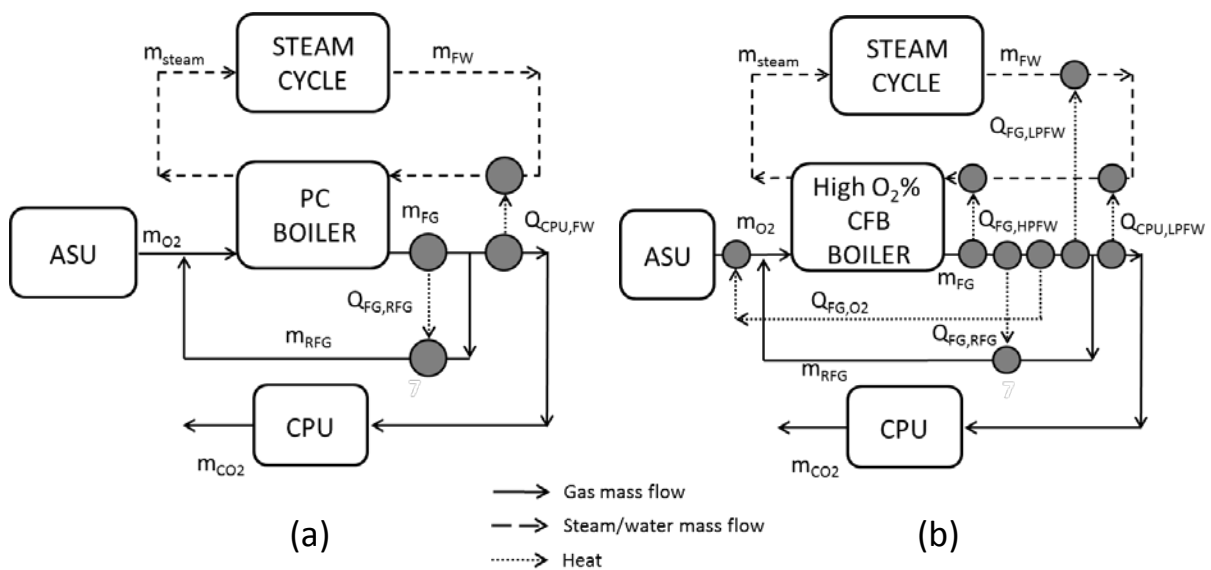 STEAM
CYCLE
m_steam
m_FW
PC
BOILER
ASU
m_O2
m_FG
Q_CPU,FW
Q_FG,RFG
m_RFG
7
CPU
m_CO2
(a)
STEAM
CYCLE
m_steam
m_FW
Q_FG,LPFW
High O2%
CFB
BOILER
ASU
m_O2
Q_FG,HPFW
Q_CPU,LPFW
m_FG
Q_FG,O2
Q_FG,RFG
m_RFG
7
CPU
m_CO2
(b)
Gas mass flow
Steam/water mass flow
Heat